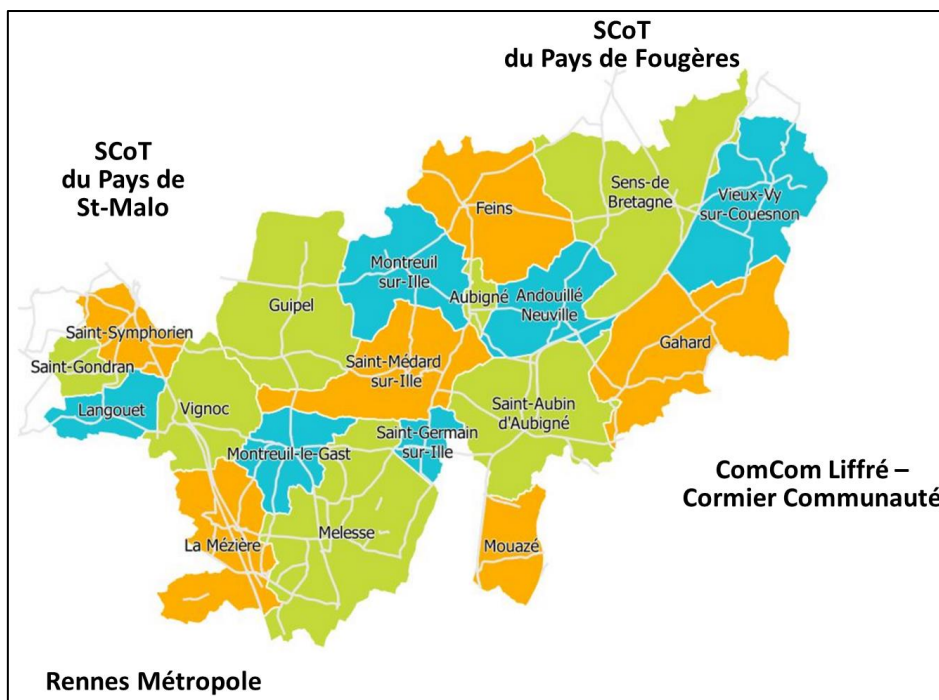 SCoT
du Pays de Fougères
SCoT
du Pays de
St-Malo
Sens-de
Bretagne
Vieux-Vy
sur-Couesnon
Feins
Montreuil
sur-Ille
Guipel
Aubigné
Andouillé
Neuville
Saint-Symphorien
Gahard
Saint-Gondran
Saint-Médard
sur-Ille
Langouet
Vignoc
Saint-Aubin
d'Aubigné
Montreuil-le-Gast
Saint-Germain
sur-Ille
ComCom Liffré –
Cormier Communauté
Melesse
La Mézière
Mouazé
Rennes Métropole